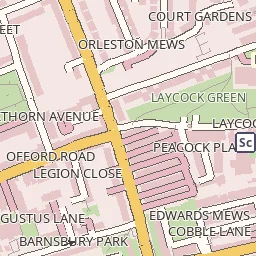 COURT GARDENS
EET
ORLESTON MEWS
LAYCOCK GREEN
THORN AVENUE
LAYCOC
Sc
PEACOCK PLA
OFFORD ROAD
LEGION CLOSE
GUSTUS LANE
EDWARDS MEWS
COBBLE LANE
BARNSBURY PARK